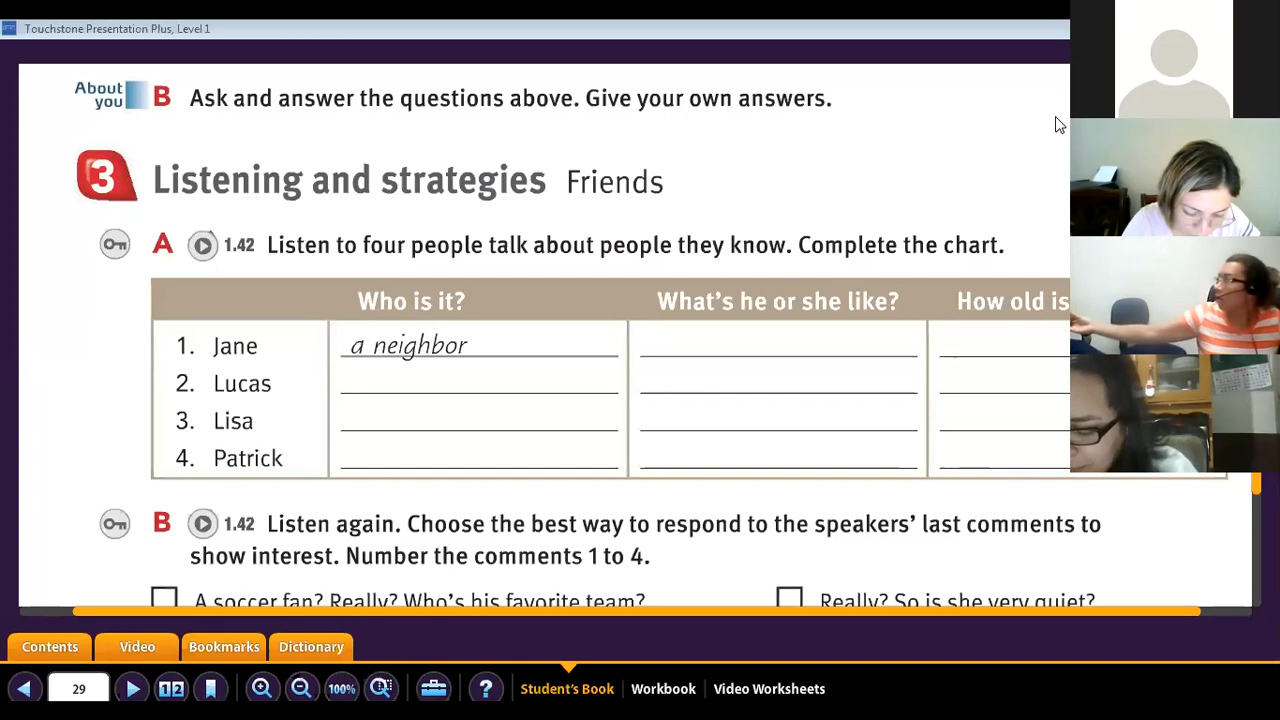 Touchstone Presentation Plus, Level 1
About you B Ask and answer the questions above. Give your own answers.
3 Listening and strategies Friends
A 1.42 Listen to four people talk about people they know. Complete the chart.
Who is it? What's he or she like? How old is
1. Jane a neighbor
2. Lucas
3. Lisa
4. Patrick
B 1.42 Listen again. Choose the best way to respond to the speakers' last comments to
show interest. Number the comments 1 to 4.
A soccer fan? Really? Who's his favorite team? Really? So is she very quiet?
Contents Video Bookmarks Dictionary
29 1 2 100% ? Student's Book Workbook Video Worksheets